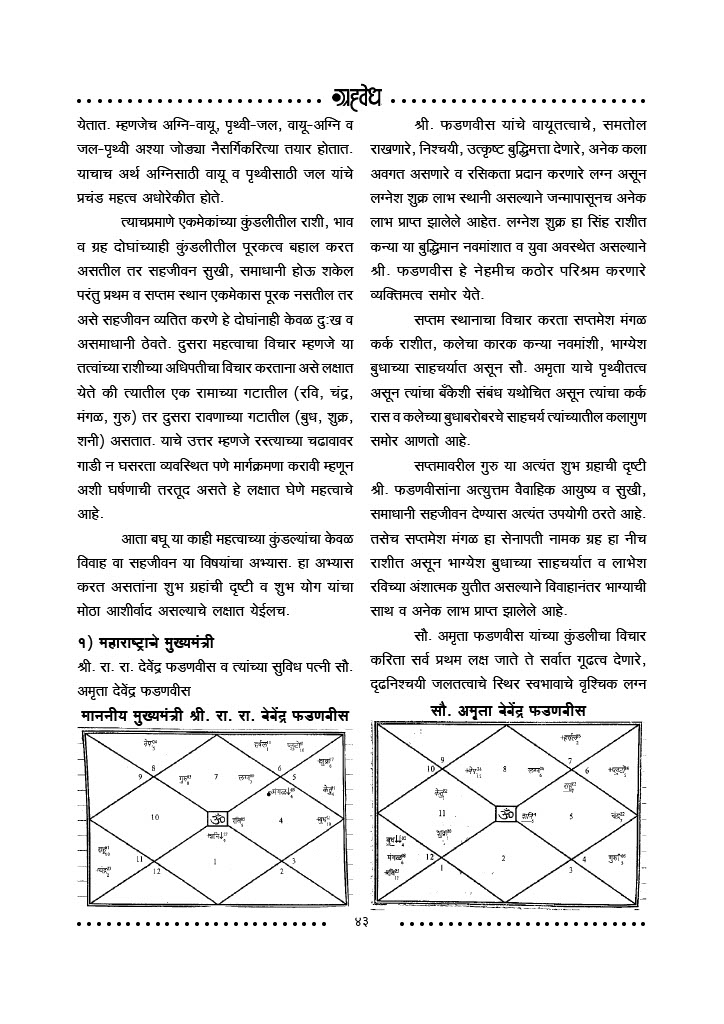 ग्रहवेध
येतात. म्हणजेच अग्नि-वायू, पृथ्वी-जल, वायू-अग्नि व
जल-पृथ्वी अश्या जोड्या नैसर्गिकरित्या तयार होतात.
याचाच अर्थ अग्निसाठी वायू व पृथ्वीसाठी जल यांचे
प्रचंड महत्व अधोरेकीत होते.
त्याचप्रमाणे एकमेकांच्या कुंडलीतील राशी, भाव
व ग्रह दोघांच्याही कुंडलीतील पूरकत्व बहाल करत
असतील तर सहजीवन सुखी, समाधानी होऊ शकेल
परंतु प्रथम व सप्तम स्थान एकमेकास पूरक नसतील तर
असे सहजीवन व्यतित करणे हे दोघांनाही केवळ दुःख व
असमाधानी ठेवते. दुसरा महत्वाचा विचार म्हणजे या
तत्वांच्या राशीच्या अधिपतीचा विचार करताना असे लक्षात
येते की त्यातील एक रामाच्या गटातील (रवि, चंद्र,
मंगळ, गुरु) तर दुसरा रावणाच्या गटातील (बुध, शुक्र,
शनी) असतात. याचे उत्तर म्हणजे रस्त्याच्या चढावावर
गाडी न घसरता व्यवस्थित पणे मार्गक्रमणा करावी म्हणून
अशी घर्षणाची तरतूद असते हे लक्षात घेणे महत्वाचे
आहे.
आता बघू या काही महत्वाच्या कुंडल्यांचा केवळ
विवाह वा सहजीवन या विषयांचा अभ्यास. हा अभ्यास
करत असतांना शुभ ग्रहांची दृष्टी व शुभ योग यांचा
मोठा आशीर्वाद असल्याचे लक्षात येईलच.
१) महाराष्ट्राचे मुख्यमंत्री
श्री. रा. रा. देवेंद्र फडणवीस व त्यांच्या सुविध पत्नी सौ.
अमृता देवेंद्र फडणवीस
माननीय मुख्यमंत्री श्री. रा. रा. बेबेंद्र फडणबीस
8
9
गुरु
7
6
5
10
ॐ
4
11
12
1
3
2
श्री. फडणवीस यांचे वायूतत्वाचे, समतोल
राखणारे, निश्चयी, उत्कृष्ट बुद्धिमत्ता देणारे, अनेक कला
अवगत असणारे व रसिकता प्रदान करणारे लग्न असून
लग्नेश शुक्र लाभ स्थानी असल्याने जन्मापासूनच अनेक
लाभ प्राप्त झालेले आहेत. लग्नेश शुक्र हा सिंह राशीत
कन्या या बुद्धिमान नवमांशात व युवा अवस्थेत असल्याने
श्री. फडणवीस हे नेहमीच कठोर परिश्रम करणारे
व्यक्तिमत्व समोर येते.
सप्तम स्थानाचा विचार करता सप्तमेश मंगळ
कर्क राशीत, कलेचा कारक कन्या नवमांशी, भाग्येश
बुधाच्या साहचर्यात असून सौ. अमृता याचे पृथ्वीतत्व
असून त्यांचा बँकेशी संबंध यथोचित असून त्यांचा कर्क
रास व कलेच्या बुधाबरोबरचे साहचर्य त्यांच्यातील कलागुण
समोर आणतो आहे.
सप्तमावरील गुरु या अत्यंत शुभ ग्रहाची दृष्टी
श्री. फडणवीसांना अत्युत्तम वैवाहिक आयुष्य व सुखी,
समाधानी सहजीवन देण्यास अत्यंत उपयोगी ठरते आहे.
तसेच सप्तमेश मंगळ हा सेनापती नामक ग्रह हा नीच
राशीत असून भाग्येश बुधाच्या साहचर्यात व लाभेश
रविच्या अंशात्मक युतीत असल्याने विवाहानंतर भाग्याची
साथ व अनेक लाभ प्राप्त झालेले आहे.
सौ. अमृता फडणवीस यांच्या कुंडलीचा विचार
करिता सर्व प्रथम लक्ष जाते ते सर्वात गूढत्व देणारे,
दृढनिश्चयी जलतत्वाचे स्थिर स्वभावाचे वृश्चिक लग्न
सौ. अमृता बेबेंद्र फडणबीस
9
10
8
7
6
11
ॐ
5
12
1
2
4
3
४३